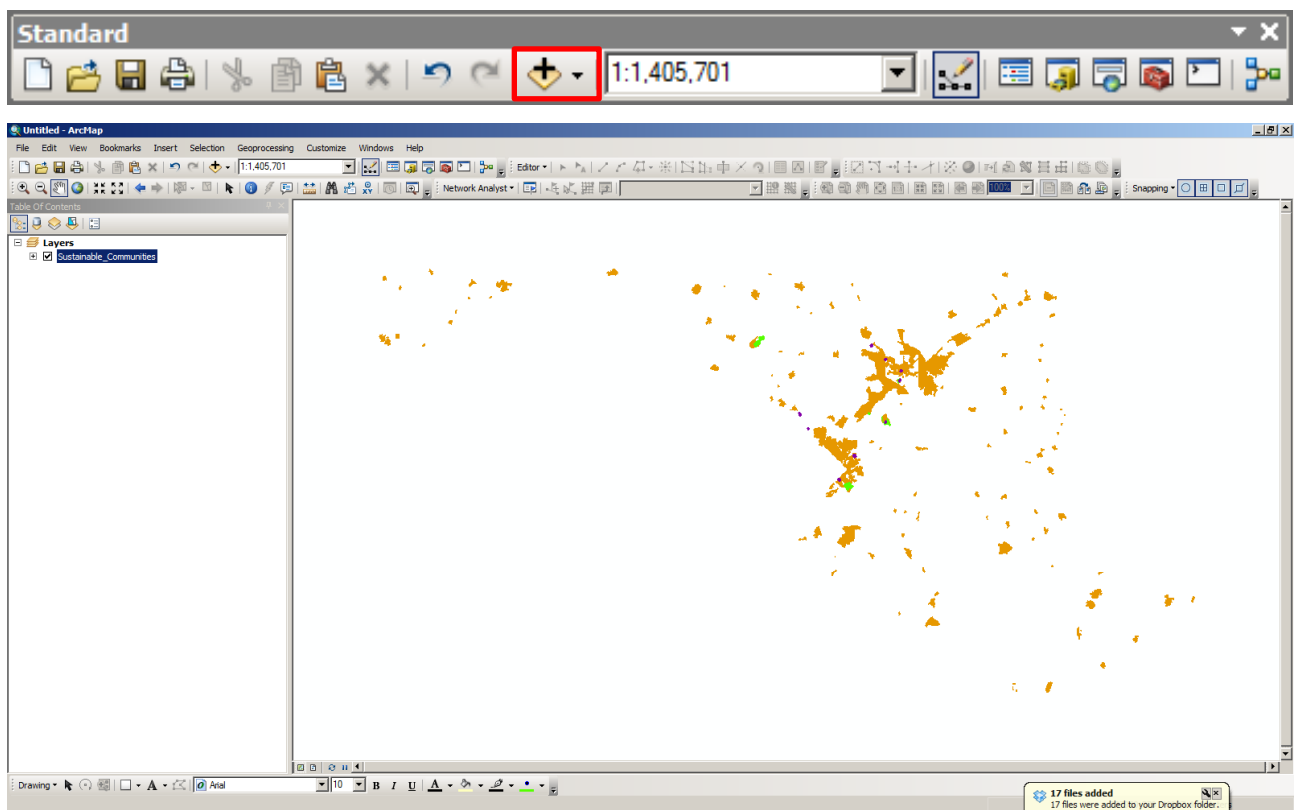 Standard
1:1,405,701
Untitled - ArcMap
File Edit View Bookmarks Insert Selection Geoprocessing Customize Windows Help
1:1,405,701 Editor
Network Analyst 100% Snapping
Table Of Contents
Layers
Sustainable_Communities
Drawing A Arial 10 B I U A
17 files added
17 files were added to your Dropbox folder.